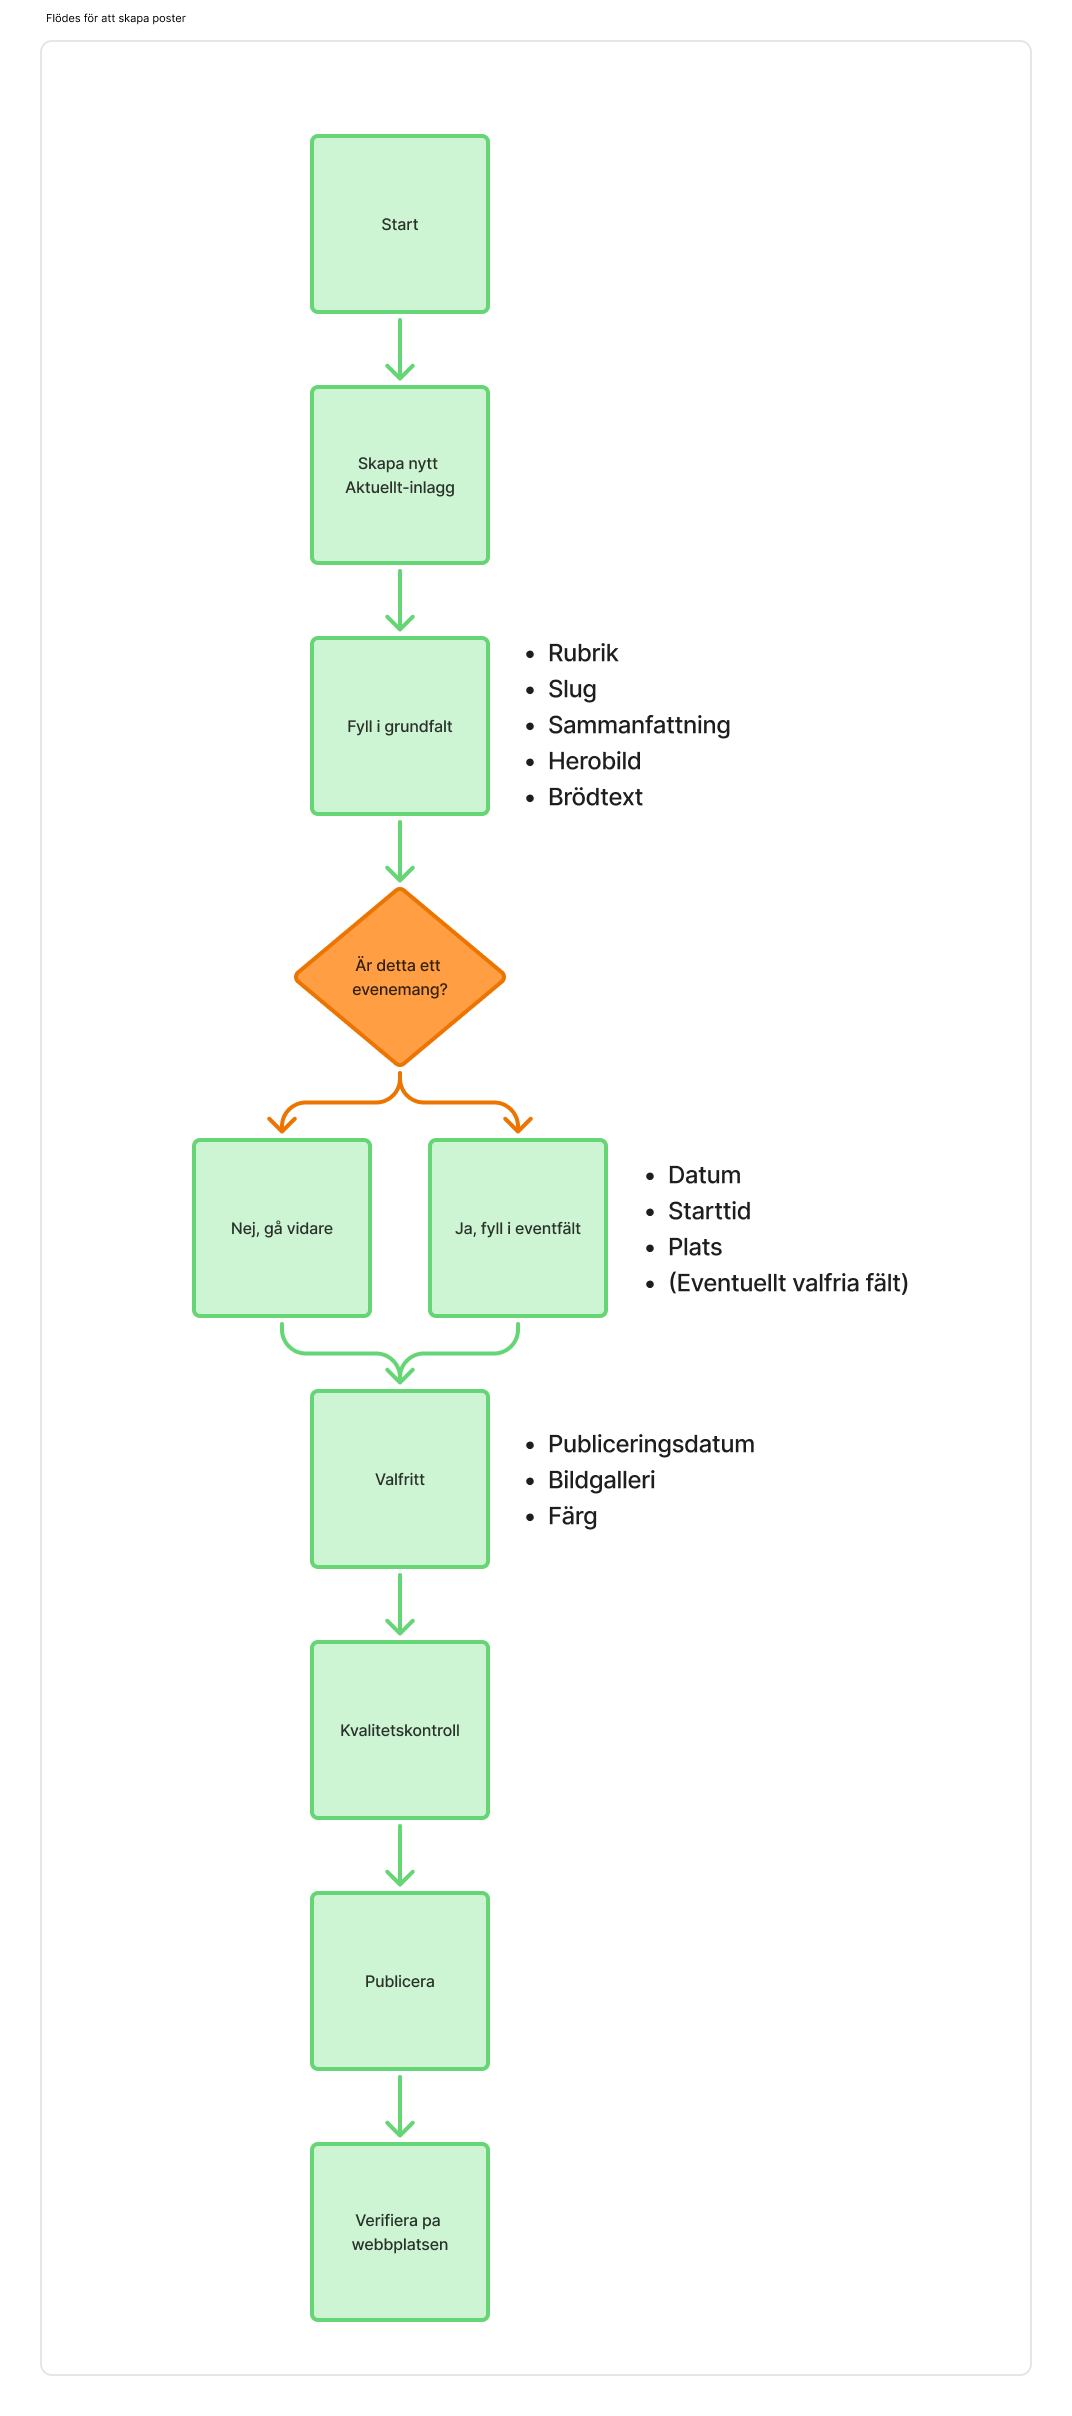 Flödes för att skapa poster
Start
Skapa nytt
Aktuellt-inlagg
Fyll i grundfalt
• Rubrik
• Slug
• Sammanfattning
• Herobild
• Brödtext
Är detta ett
evenemang?
Nej, gå vidare
Ja, fyll i eventfält
• Datum
• Starttid
• Plats
• (Eventuellt valfria fält)
Valfritt
• Publiceringsdatum
• Bildgalleri
• Färg
Kvalitetskontroll
Publicera
Verifiera pa
webbplatsen